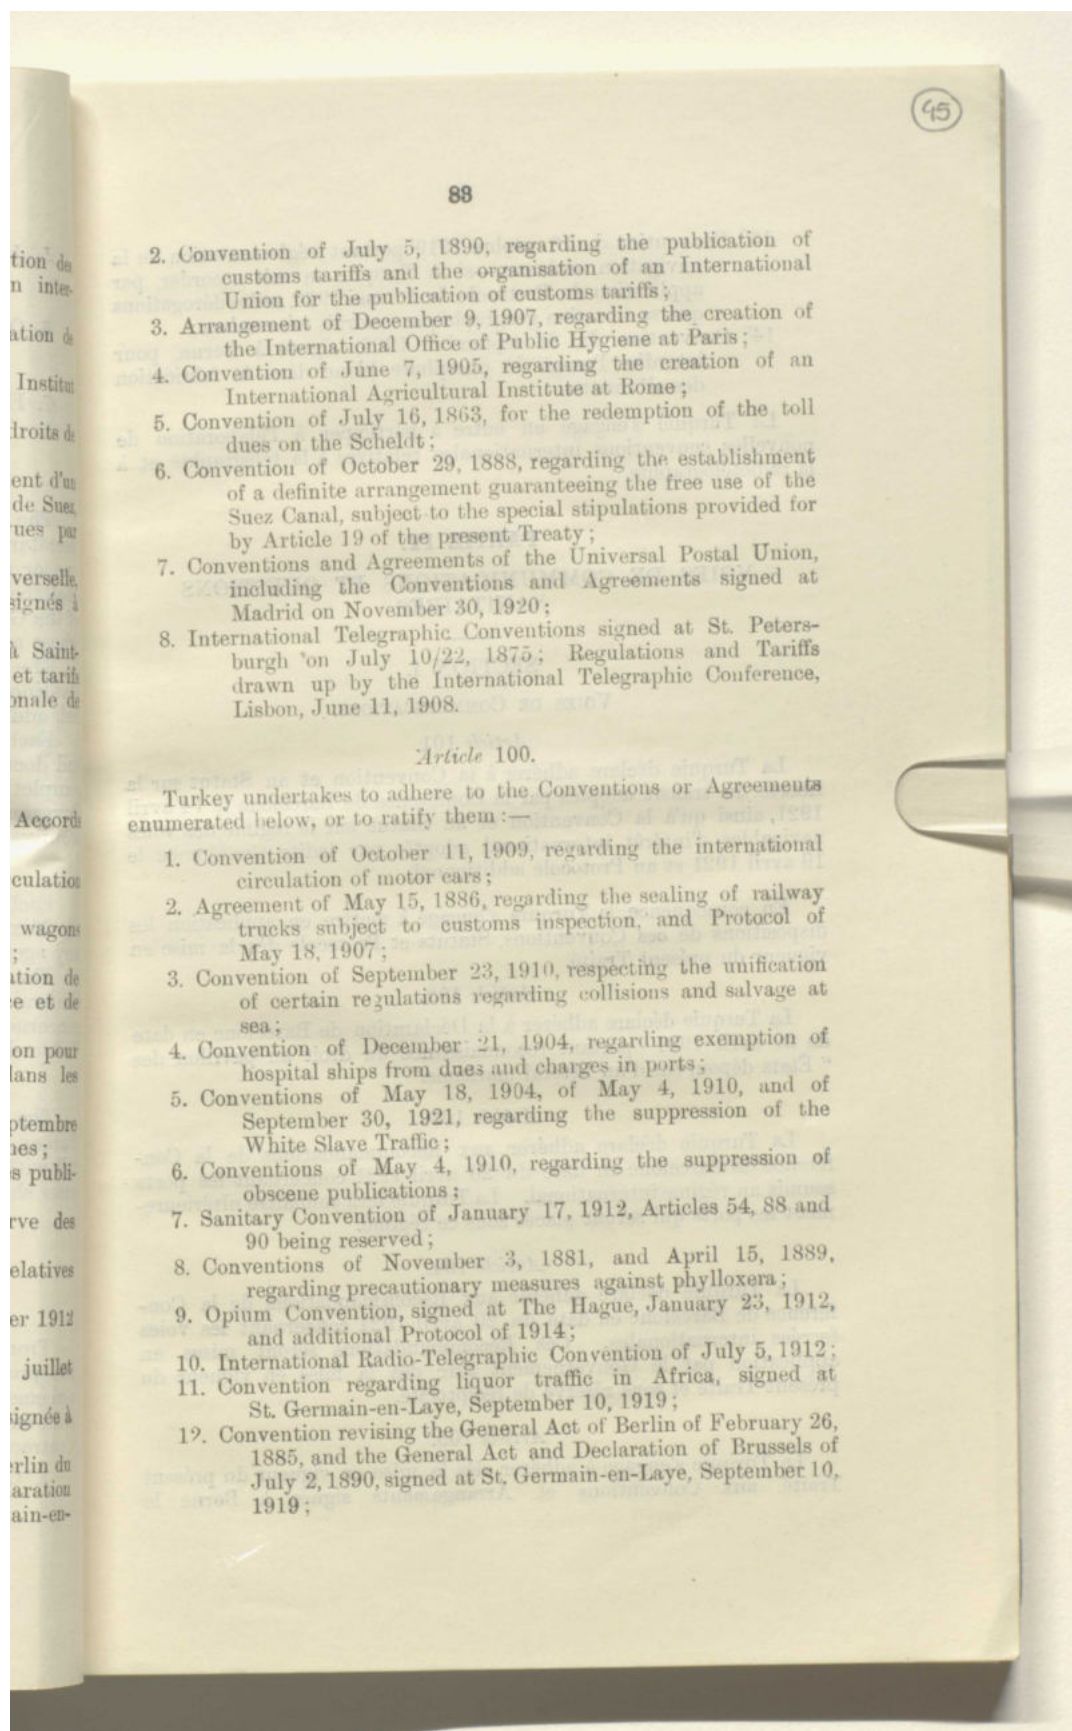 45
88
2. Convention of July 5, 1890, regarding the publication of
customs tariffs and the organisation of an International
Union for the publication of customs tariffs;
3. Arrangement of December 9, 1907, regarding the creation of
the International Office of Public Hygiene at Paris;
4. Convention of June 7, 1905, regarding the creation of an
International Agricultural Institute at Rome;
5. Convention of July 16, 1863, for the redemption of the toll
dues on the Scheldt;
6. Convention of October 29, 1888, regarding the establishment
of a definite arrangement guaranteeing the free use of the
Suez Canal, subject to the special stipulations provided for
by Article 19 of the present Treaty;
7. Conventions and Agreements of the Universal Postal Union,
including the Conventions and Agreements signed at
Madrid on November 30, 1920;
8. International Telegraphic Conventions signed at St. Peters-
burgh on July 10/22, 1875; Regulations and Tariffs
drawn up by the International Telegraphic Conference,
Lisbon, June 11, 1908.
Article 100.
Turkey undertakes to adhere to the Conventions or Agreements
enumerated below, or to ratify them:—
1. Convention of October 11, 1909, regarding the international
circulation of motor cars;
2. Agreement of May 15, 1886, regarding the sealing of railway
trucks subject to customs inspection, and Protocol of
May 18, 1907;
3. Convention of September 23, 1910, respecting the unification
of certain regulations regarding collisions and salvage at
sea;
4. Convention of December 21, 1904, regarding exemption of
hospital ships from dues and charges in ports;
5. Conventions of May 18, 1904, of May 4, 1910, and of
September 30, 1921, regarding the suppression of the
White Slave Traffic;
6. Conventions of May 4, 1910, regarding the suppression of
obscene publications;
7. Sanitary Convention of January 17, 1912, Articles 54, 88 and
90 being reserved;
8. Conventions of November 3, 1881, and April 15, 1889,
regarding precautionary measures against phylloxera;
9. Opium Convention, signed at The Hague, January 23, 1912,
and additional Protocol of 1914;
10. International Radio-Telegraphic Convention of July 5, 1912;
11. Convention regarding liquor traffic in Africa, signed at
St. Germain-en-Laye, September 10, 1919;
12. Convention revising the General Act of Berlin of February 26,
1885, and the General Act and Declaration of Brussels of
July 2, 1890, signed at St. Germain-en-Laye, September 10,
1919;